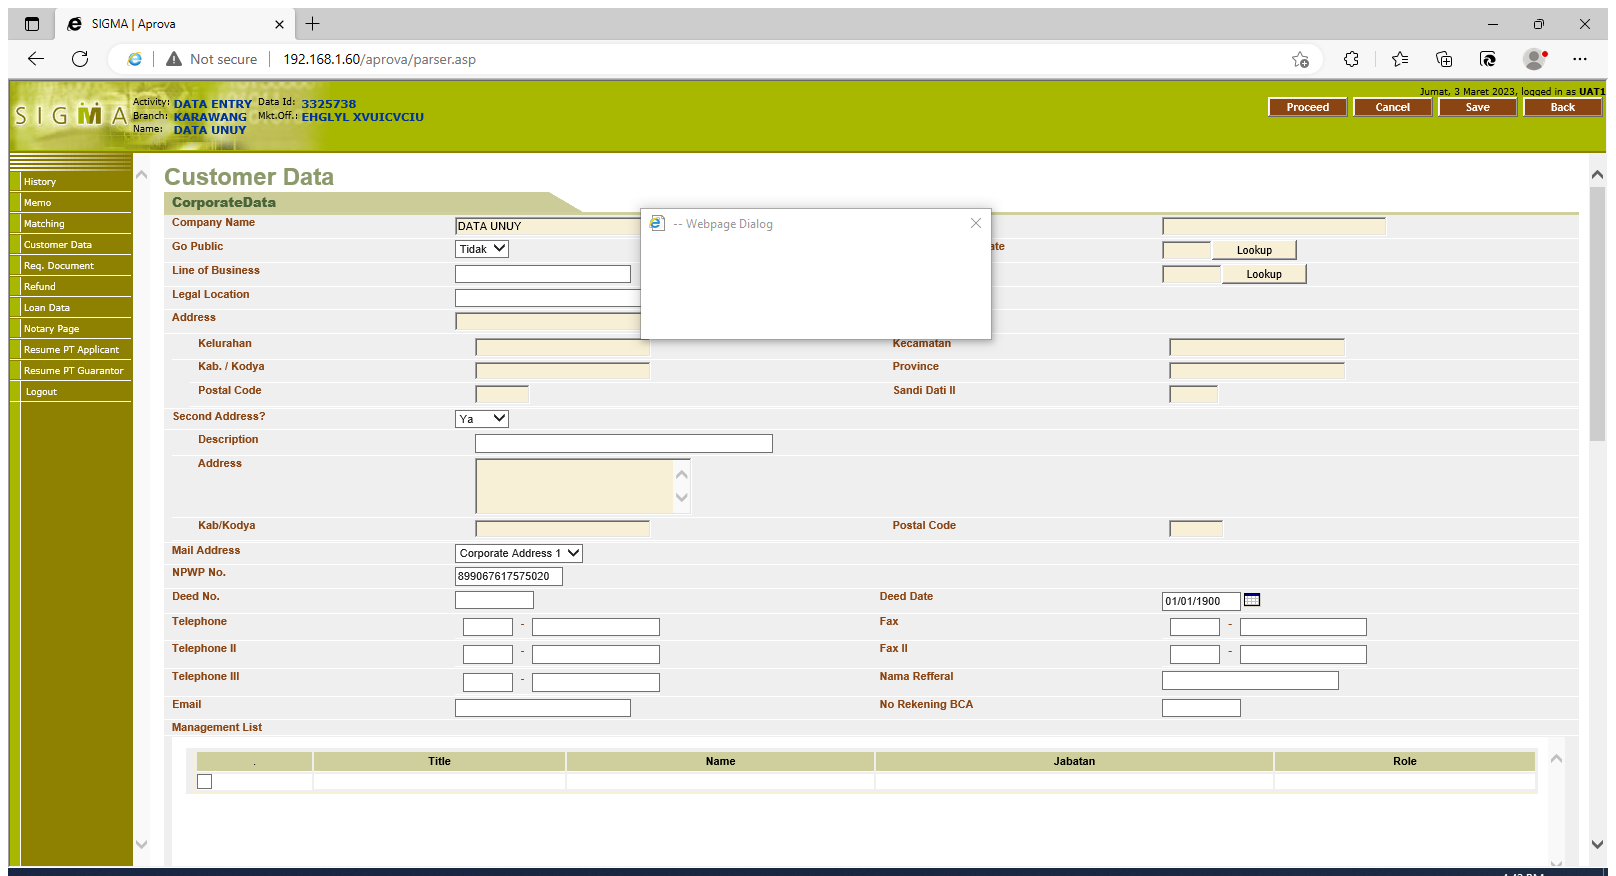 SIGMA | Aprova
Not secure
192.168.1.60/aprova/parser.asp
Jumat, 3 Maret 2023, logged in as UAT1
SIGMA
Activity: DATA ENTRY Data Id: 3325738
Branch: KARAWANG Mkt.Off.: EHGLYL XVUICVCIU
Name: DATA UNUY
Proceed Cancel Save Back
History
Memo
Matching
Customer Data
Req. Document
Refund
Loan Data
Notary Page
Resume PT Applicant
Resume PT Guarantor
Logout
Customer Data
CorporateData
-- Webpage Dialog
Company Name DATA UNUY
Go Public Tidak ate Lookup
Line of Business Lookup
Legal Location
Address
Kelurahan Kecamatan
Kab. / Kodya Province
Postal Code Sandi Dati II
Second Address? Ya
Description
Address
Kab/Kodya Postal Code
Mail Address Corporate Address 1
NPWP No. 899067617575020
Deed No. Deed Date 01/01/1900
Telephone - Fax -
Telephone II - Fax II -
Telephone III - Nama Refferal
Email No Rekening BCA
Management List
. Title Name Jabatan Role